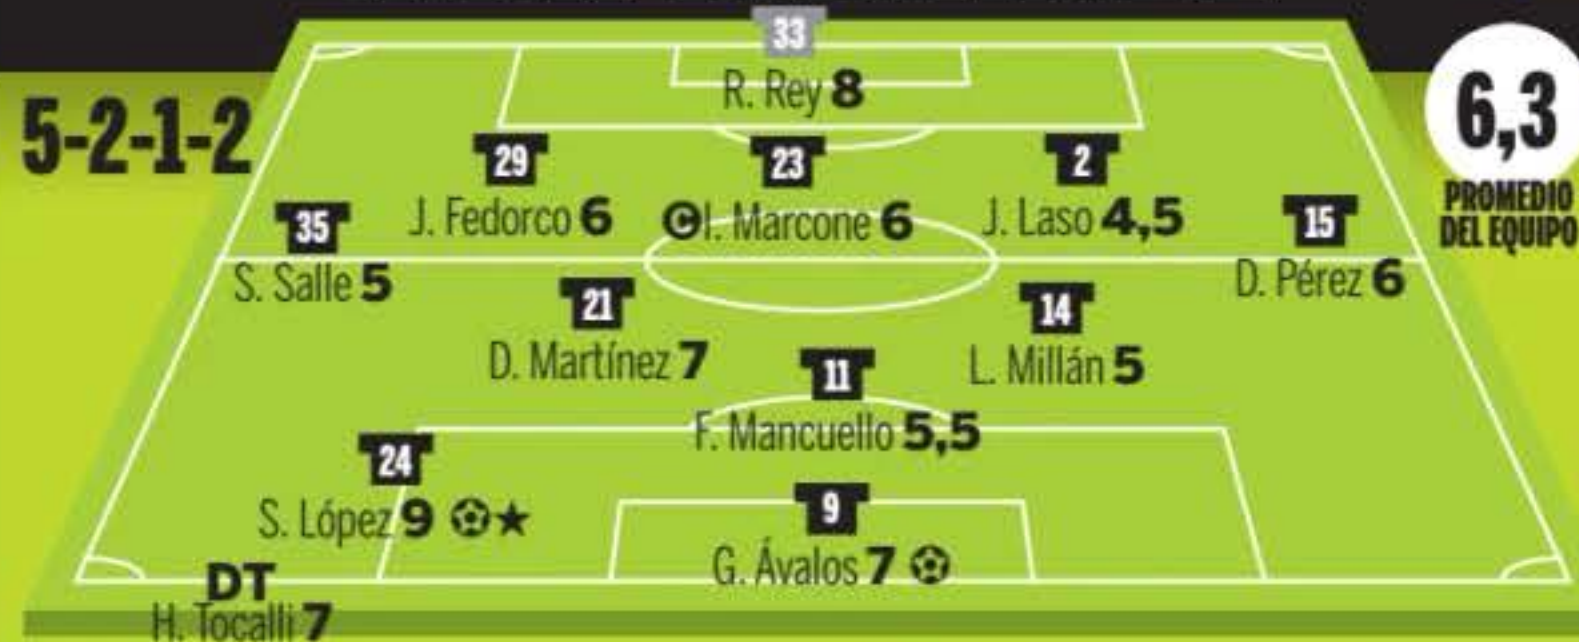 33
R. Rey 8
5-2-1-2
6,3
PROMEDIO
DEL EQUIPO
29
J. Fedorco 6
23
©I. Marcone 6
2
J. Laso 4,5
35
S. Salle 5
15
D. Pérez 6
21
D. Martínez 7
14
L. Millán 5
11
F. Mancuello 5,5
24
S. López 9
9
G. Ávalos 7
DT
H. Tocalli 7